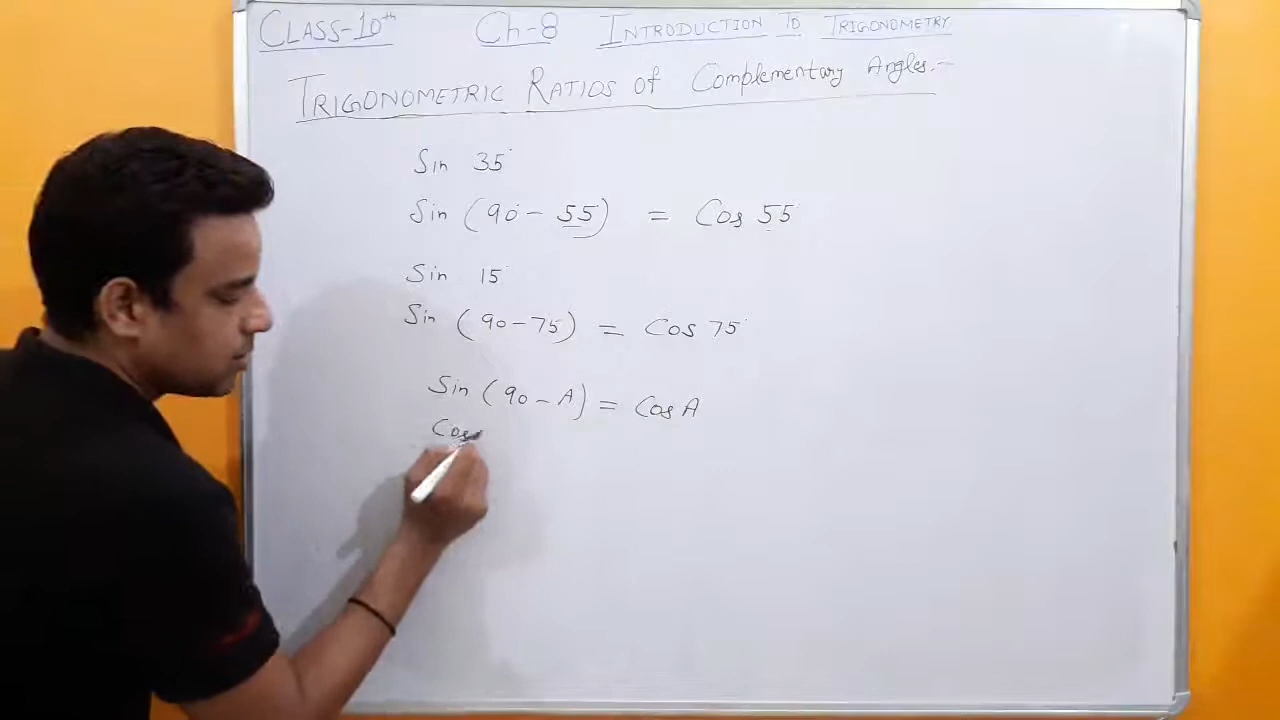 CLASS-10th Ch-8 INTRODUCTION TO TRIGONOMETRY
TRIGONOMETRIC RATIOS of Complementary Angles.-
Sin 35°
Sin (90 - 55) = Cos 55
Sin 15°
Sin (90-75) = Cos 75°
Sin (90-A) = Cos A
Cos